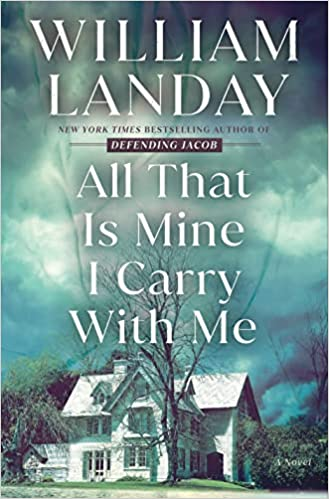 WILLIAM
LANDAY
NEW YORK TIMES BESTSELLING AUTHOR OF
DEFENDING JACOB
All That
Is Mine
I Carry
With Me
A Novel